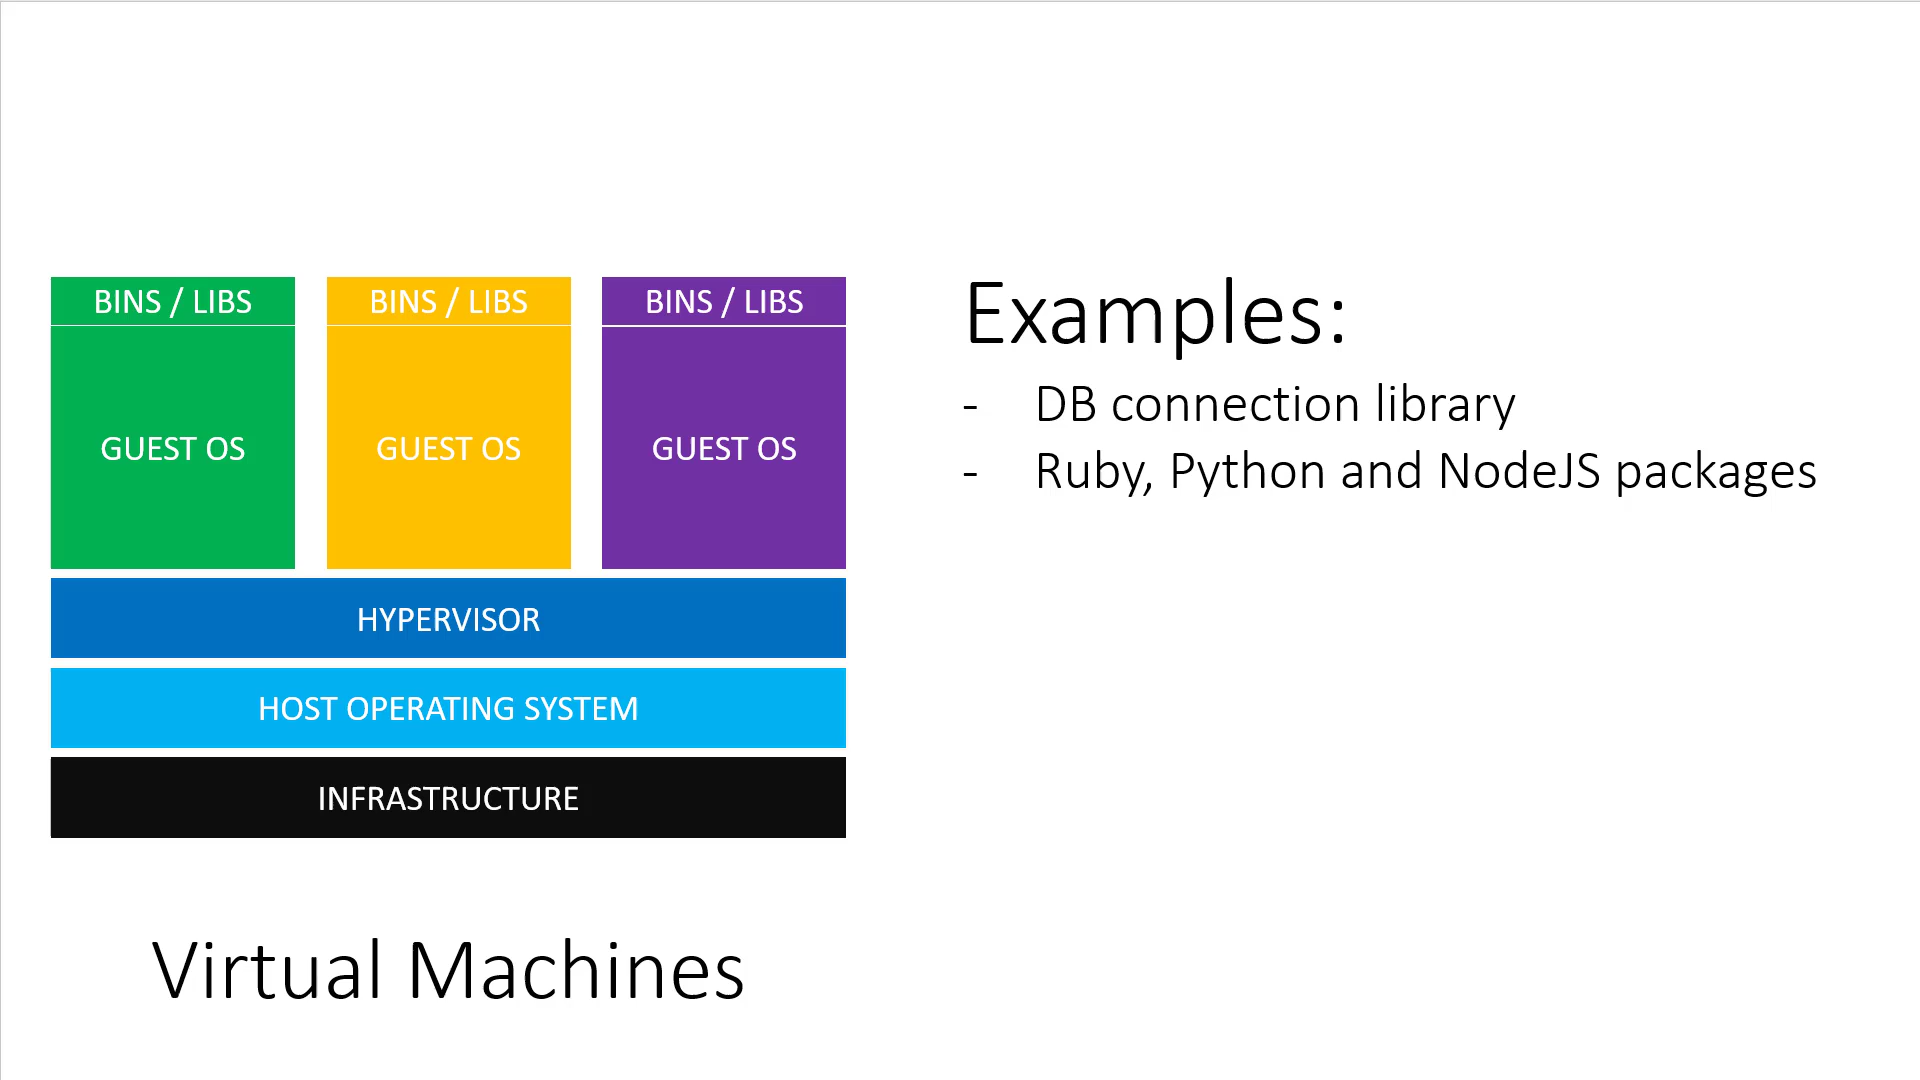 BINS / LIBS
BINS / LIBS
BINS / LIBS
GUEST OS
GUEST OS
GUEST OS
HYPERVISOR
HOST OPERATING SYSTEM
INFRASTRUCTURE
Virtual Machines
Examples:
- DB connection library
- Ruby, Python and NodeJS packages